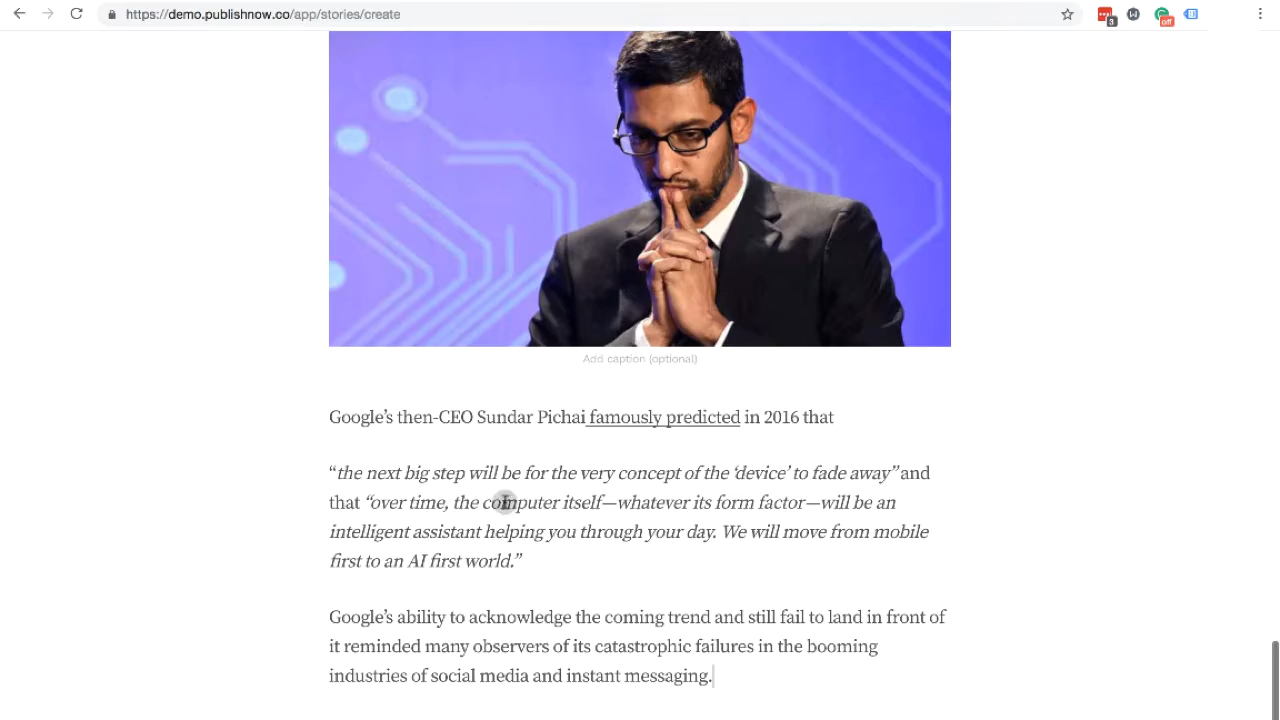 https://demo.publishnow.co/app/stories/create
3
W
off
Add caption (optional)
Google’s then-CEO Sundar Pichai famously predicted in 2016 that
“the next big step will be for the very concept of the ‘device’ to fade away” and
that “over time, the computer itself—whatever its form factor—will be an
intelligent assistant helping you through your day. We will move from mobile
first to an AI first world.”
Google’s ability to acknowledge the coming trend and still fail to land in front of
it reminded many observers of its catastrophic failures in the booming
industries of social media and instant messaging.